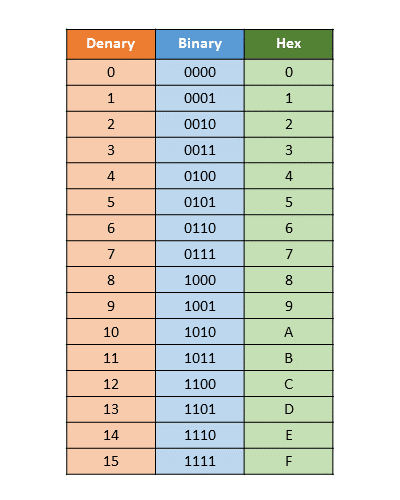 Denary Binary Hex
0 0000 0
1 0001 1
2 0010 2
3 0011 3
4 0100 4
5 0101 5
6 0110 6
7 0111 7
8 1000 8
9 1001 9
10 1010 A
11 1011 B
12 1100 C
13 1101 D
14 1110 E
15 1111 F